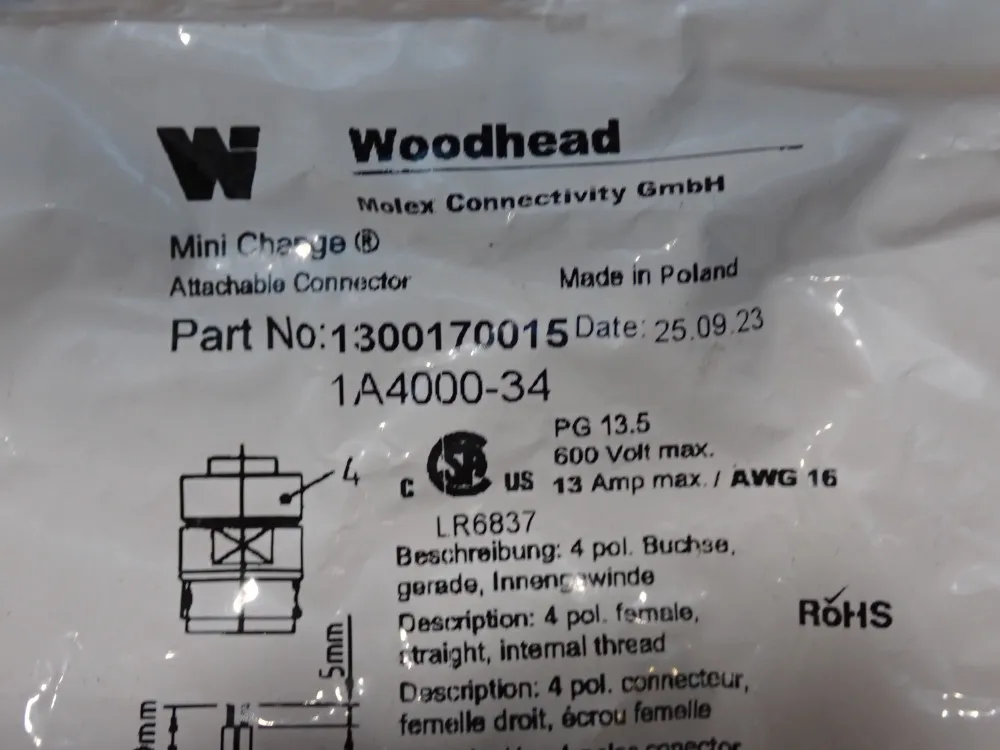 W
Woodhead
Molex Connectivity GmbH
Mini Change ®
Attachable Connector
Made in Poland
Part No:1300170015 Date: 25.09.23
1A4000-34
PG 13.5
600 Volt max.
13 Amp max. / AWG 16
C SA US
LR6837
4
Beschreibung: 4 pol. Buchse,
gerade, Innengewinde
Description: 4 pol. female,
straight, internal thread
Description: 4 pol. connecteur,
femelle droit, écrou femelle
RoHS
5mm
mm